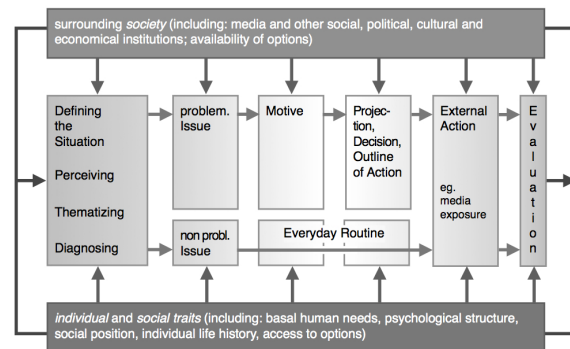 surrounding society (including: media and other social, political, cultural and
economical institutions; availability of options)
Defining
the
Situation
Perceiving
Thematizing
Diagnosing
problem.
Issue
non probl.
Issue
Motive
Projec-
tion,
Decision,
Outline
of Action
Everyday Routine
External
Action
eg.
media
exposure
E
v
a
l
u
a
t
i
o
n
individual and social traits (including: basal human needs, psychological structure,
social position, individual life history, access to options)